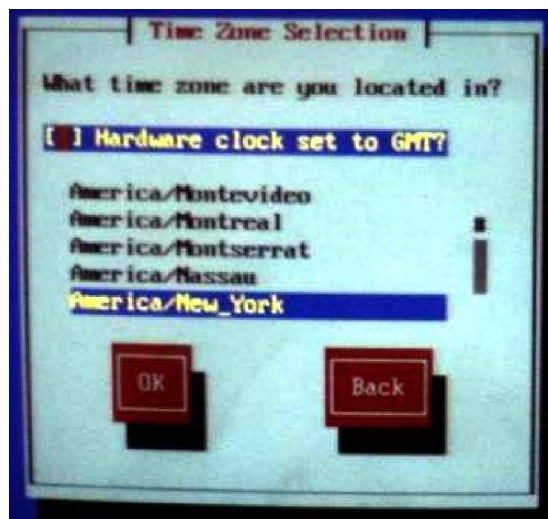 Time Zone Selection
What time zone are you located in?
[ ] Hardware clock set to GMT?
America/Montevideo
America/Montreal
America/Montserrat
America/Nassau
America/New_York
OK
Back